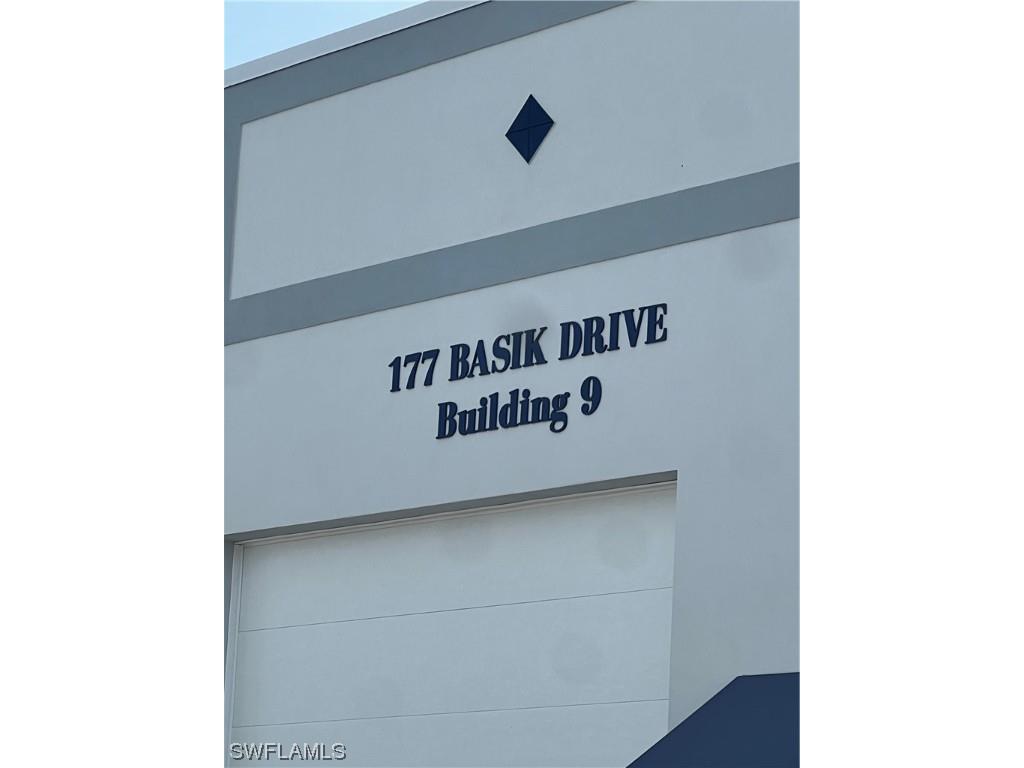 177 BASIK DRIVE
Building 9
SWFLAMLS